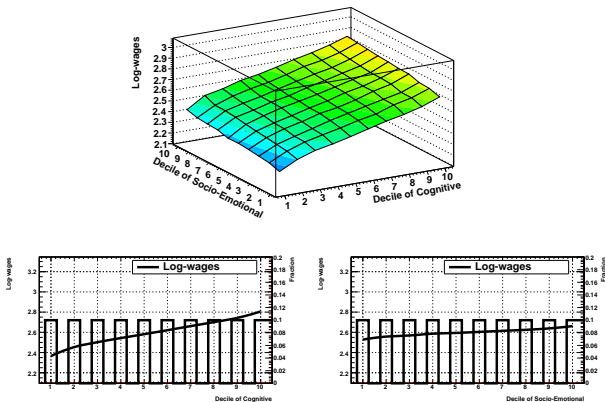 Log-wages
3
2.9
2.8
2.7
2.6
2.5
2.4
2.3
2.2
2.1
10 9 8 7 6 5 4 3 2 1
Decile of Socio-Emotional
1 2 3 4 5 6 7 8 9 10
Decile of Cognitive
Log-wages
Log-wages
3.2
3
2.8
2.6
2.4
2.2
Fraction
0.2
0.18
0.16
0.14
0.12
0.1
0.08
0.06
0.04
0.02
0
1 2 3 4 5 6 7 8 9 10
Decile of Cognitive
Log-wages
Log-wages
3.2
3
2.8
2.6
2.4
2.2
Fraction
0.2
0.18
0.16
0.14
0.12
0.1
0.08
0.06
0.04
0.02
0
1 2 3 4 5 6 7 8 9 10
Decile of Socio-Emotional